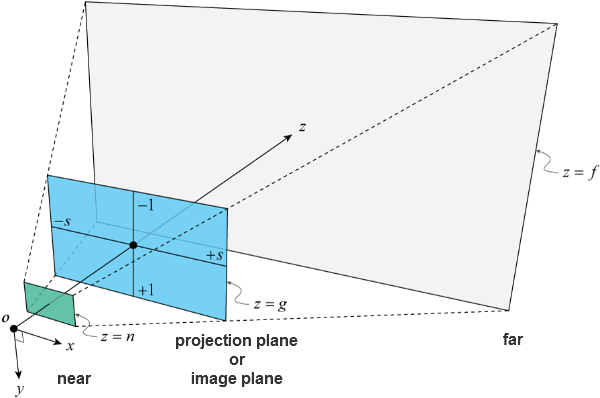 z
z = f
−1
−s
+s
+1
z = g
o
x
z = n
y
near
projection plane
or
image plane
far